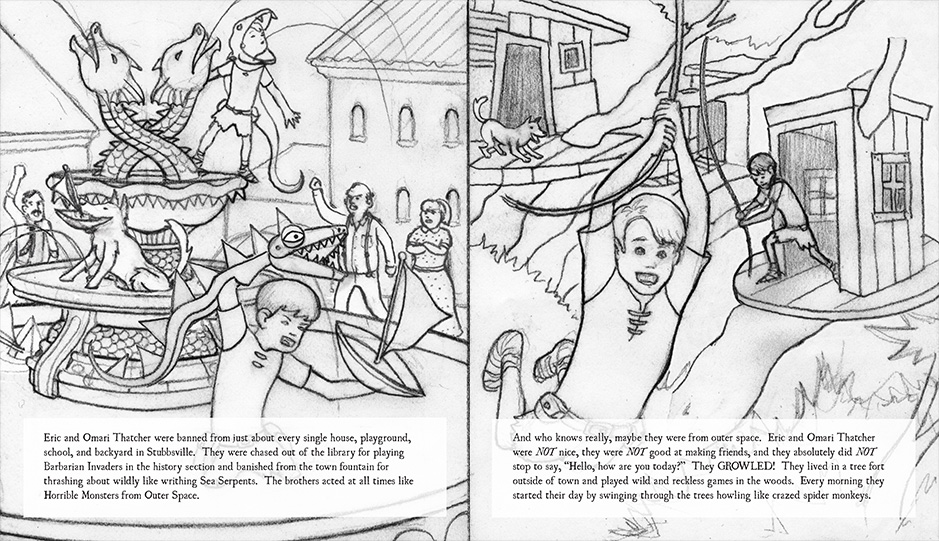 Eric and Omari Thatcher were banned from just about every single house, playground,
school, and backyard in Stubbsville.  They were chased out of the library for playing
Barbarian Invaders in the history section and banished from the town fountain for
thrashing about wildly like writhing Sea Serpents.  The brothers acted at all times like
Horrible Monsters from Outer Space.
And who knows really, maybe they were from outer space.  Eric and Omari Thatcher
were NOT nice, they were NOT good at making friends, and they absolutely did NOT
stop to say, “Hello, how are you today?”  They GROWLED!  They lived in a tree fort
outside of town and played wild and reckless games in the woods.  Every morning they
started their day by swinging through the trees howling like crazed spider monkeys.